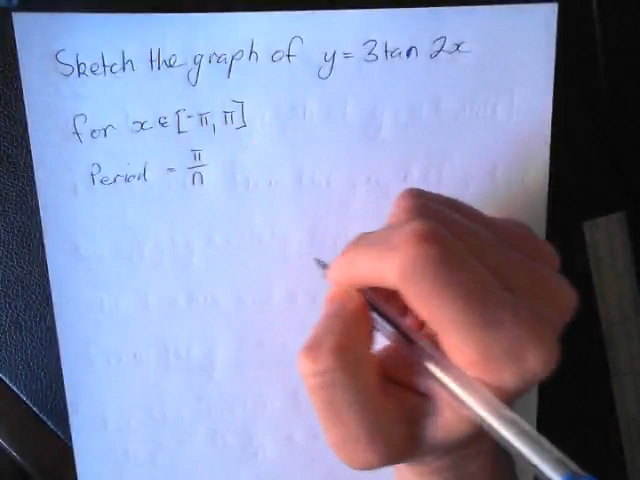 Sketch the graph of y = 3tan 2x
for x ∈ [-π, π]
Period = π/n